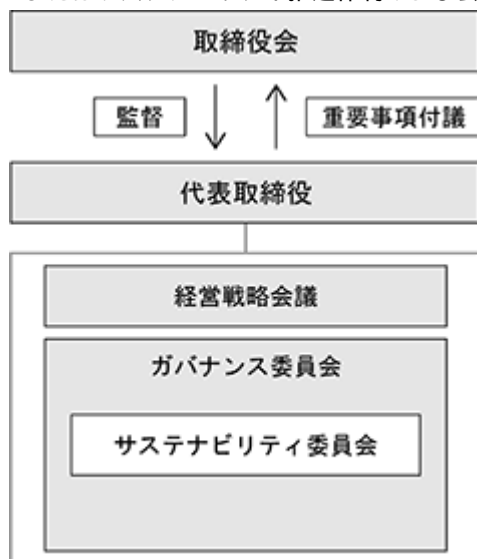 取締役会
監督
重要事項付議
代表取締役
経営戦略会議
ガバナンス委員会
サステナビリティ委員会